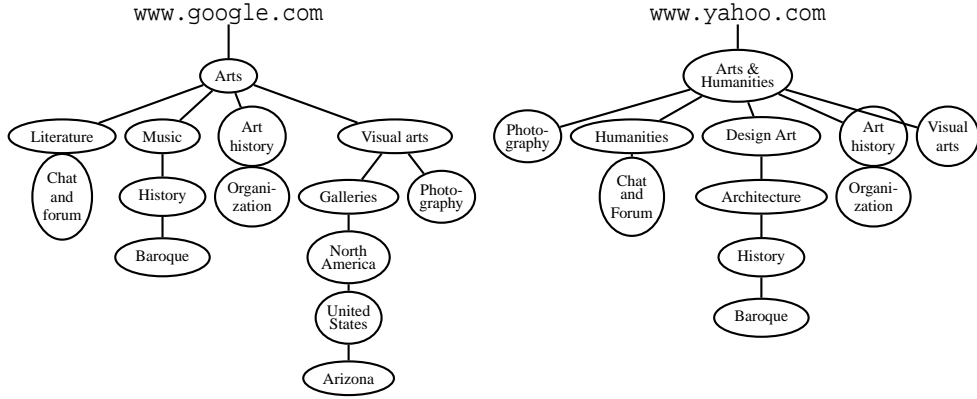 www.google.com
Arts
Literature
Music
Art
history
Visual arts
Chat
and
forum
History
Organi-
zation
Galleries
Photo-
graphy
Baroque
North
America
United
States
Arizona
www.yahoo.com
Arts &
Humanities
Photo-
graphy
Humanities
Design Art
Art
history
Visual
arts
Chat
and
Forum
Architecture
Organi-
zation
History
Baroque